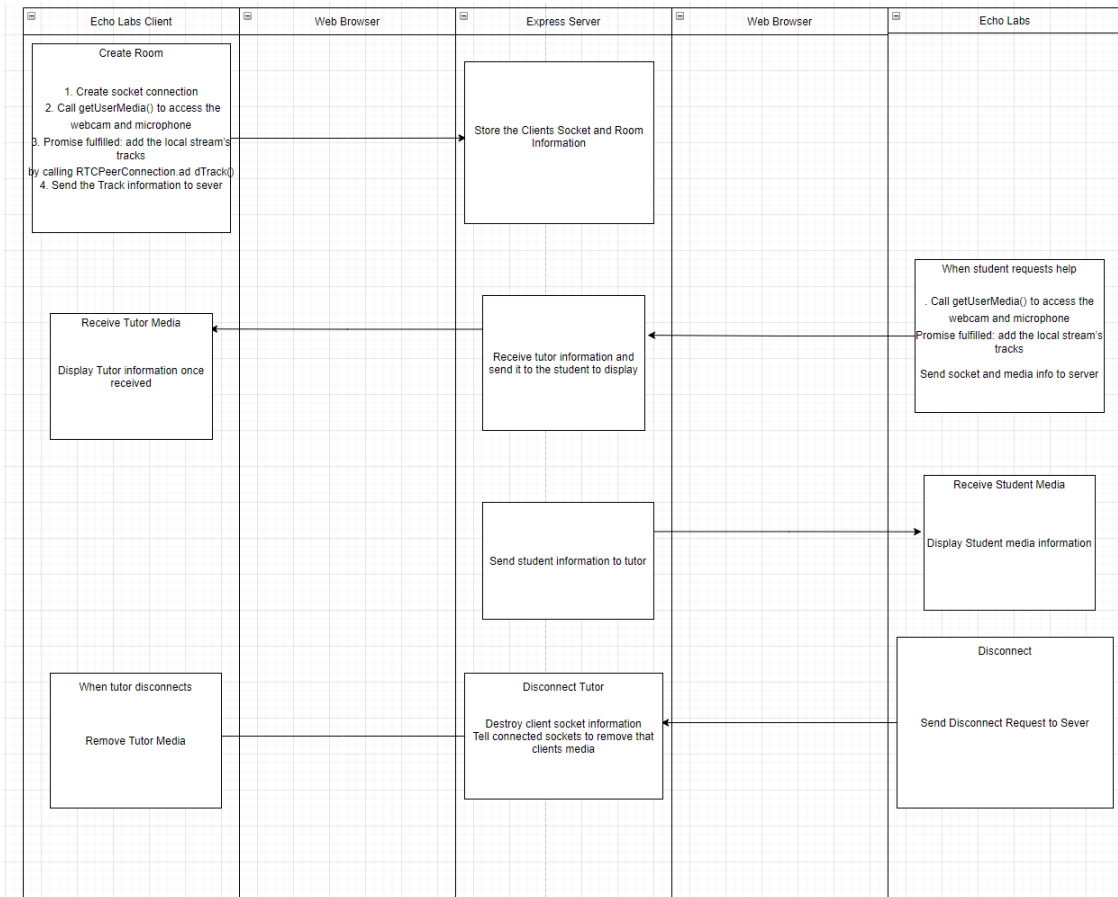 Echo Labs Client
Web Browser
Express Server
Web Browser
Echo Labs
Create Room
1. Create socket connection
2. Call getUserMedia() to access the
webcam and microphone
3. Promise fulfilled: add the local stream's
tracks
by calling RTCPeerConnection.ad dTrack()
4. Send the Track information to sever
Store the Clients Socket and Room
Information
When student requests help
. Call getUserMedia() to access the
webcam and microphone
Promise fulfilled: add the local stream's
tracks
Send socket and media info to server
Receive tutor information and
send it to the student to display
Receive Tutor Media
Display Tutor information once
received
Send student information to tutor
Receive Student Media
Display Student media information
Disconnect
Send Disconnect Request to Sever
Disconnect Tutor
Destroy client socket information
Tell connected sockets to remove that
clients media
When tutor disconnects
Remove Tutor Media